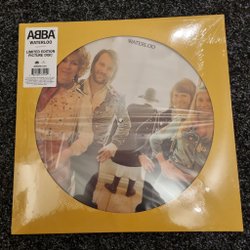 ABBA
WATERLOO
LIMITED EDITION
PICTURE DISC
WATERLOO